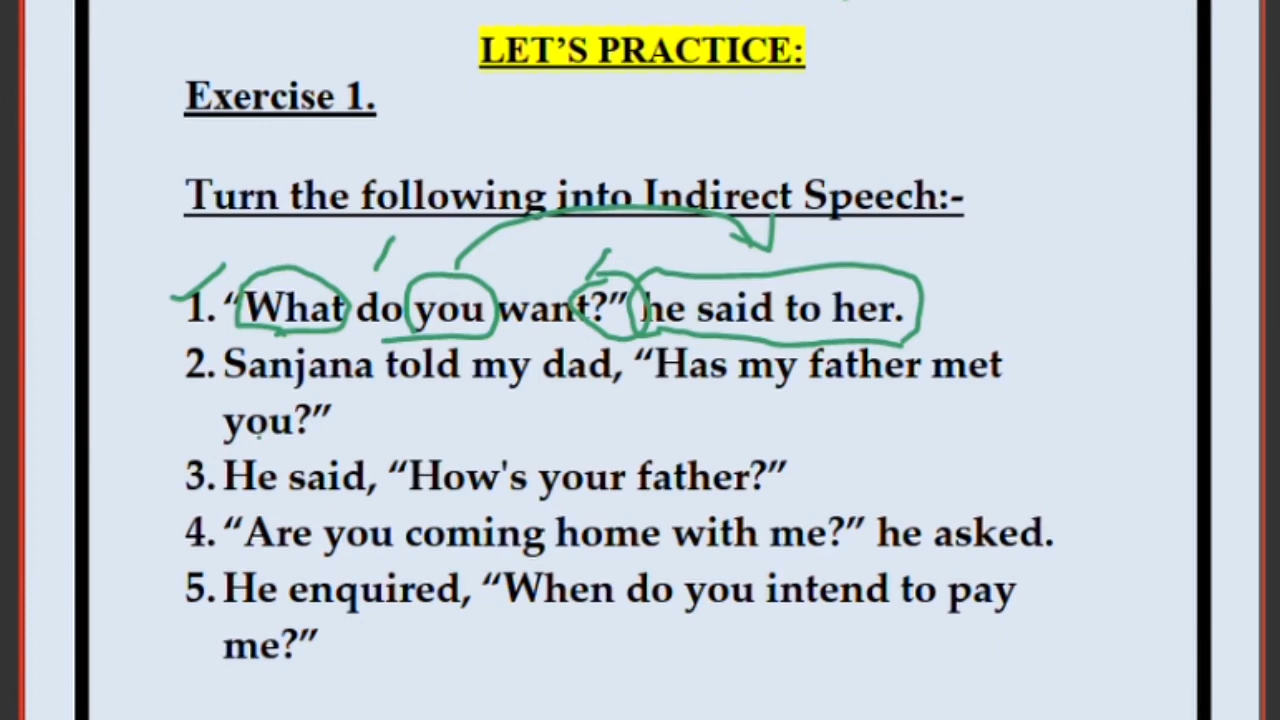 LET’S PRACTICE:
Exercise 1.
Turn the following into Indirect Speech:-
1. “What do you want?” he said to her.
2. Sanjana told my dad, “Has my father met
you?”
3. He said, “How's your father?”
4. “Are you coming home with me?” he asked.
5. He enquired, “When do you intend to pay
me?”